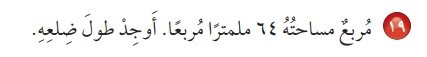 ١٩ مُربعٌ مساحتُهُ ٦٤ ملمترًا مُربعًا. أَوجِدْ طولَ ضِلعِهِ.